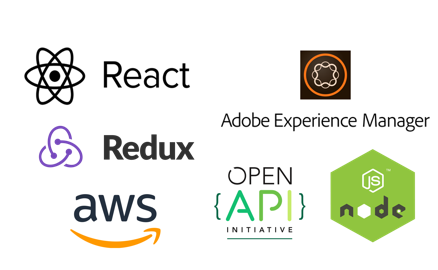 React
Adobe Experience Manager
Redux
aws
OPEN
{API}
INITIATIVE
JS
node